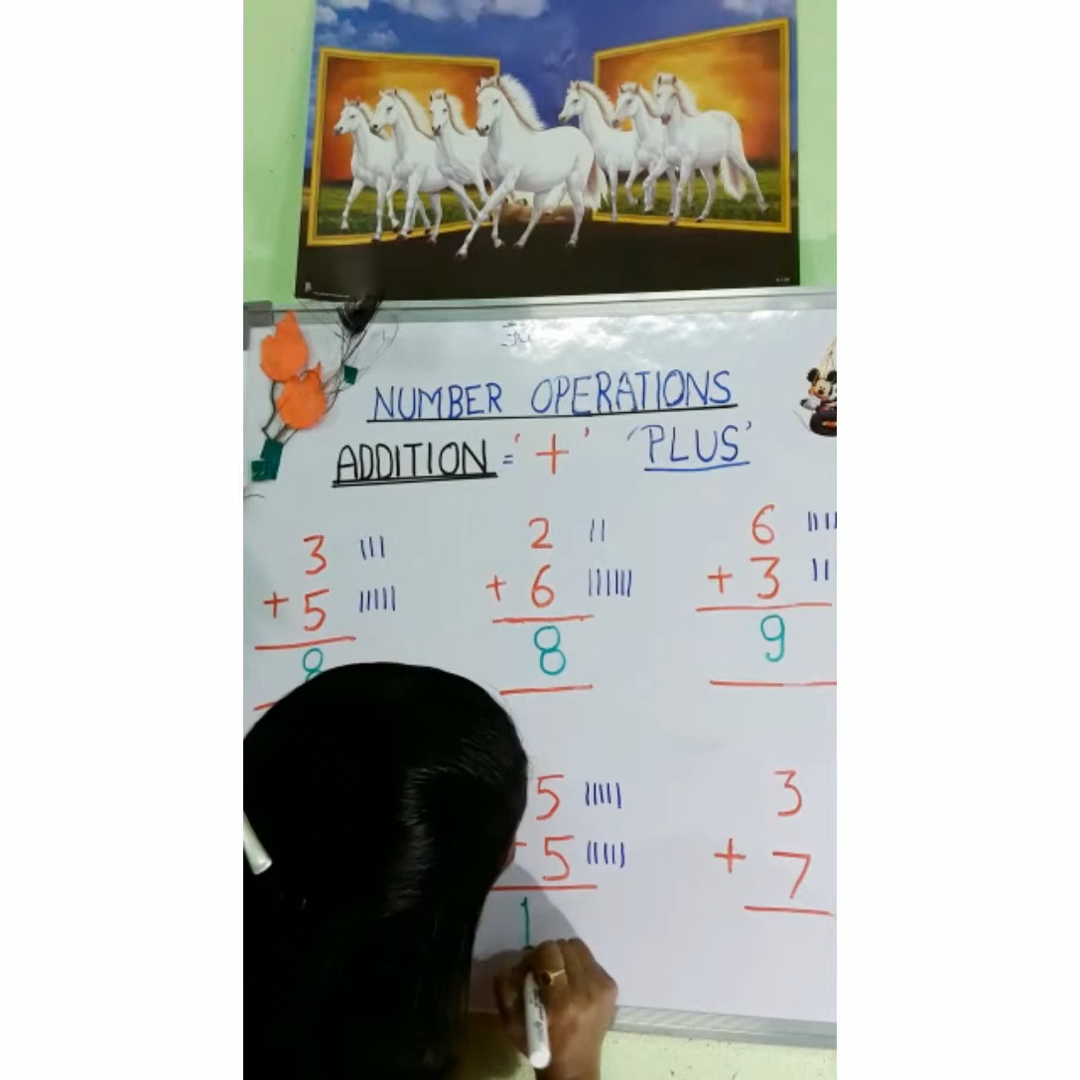 NUMBER OPERATIONS
ADDITION = '+' 'PLUS'
3 2 6
+ 5 + 6 + 3
8 8 9
5 3
+ 5 + 7
1